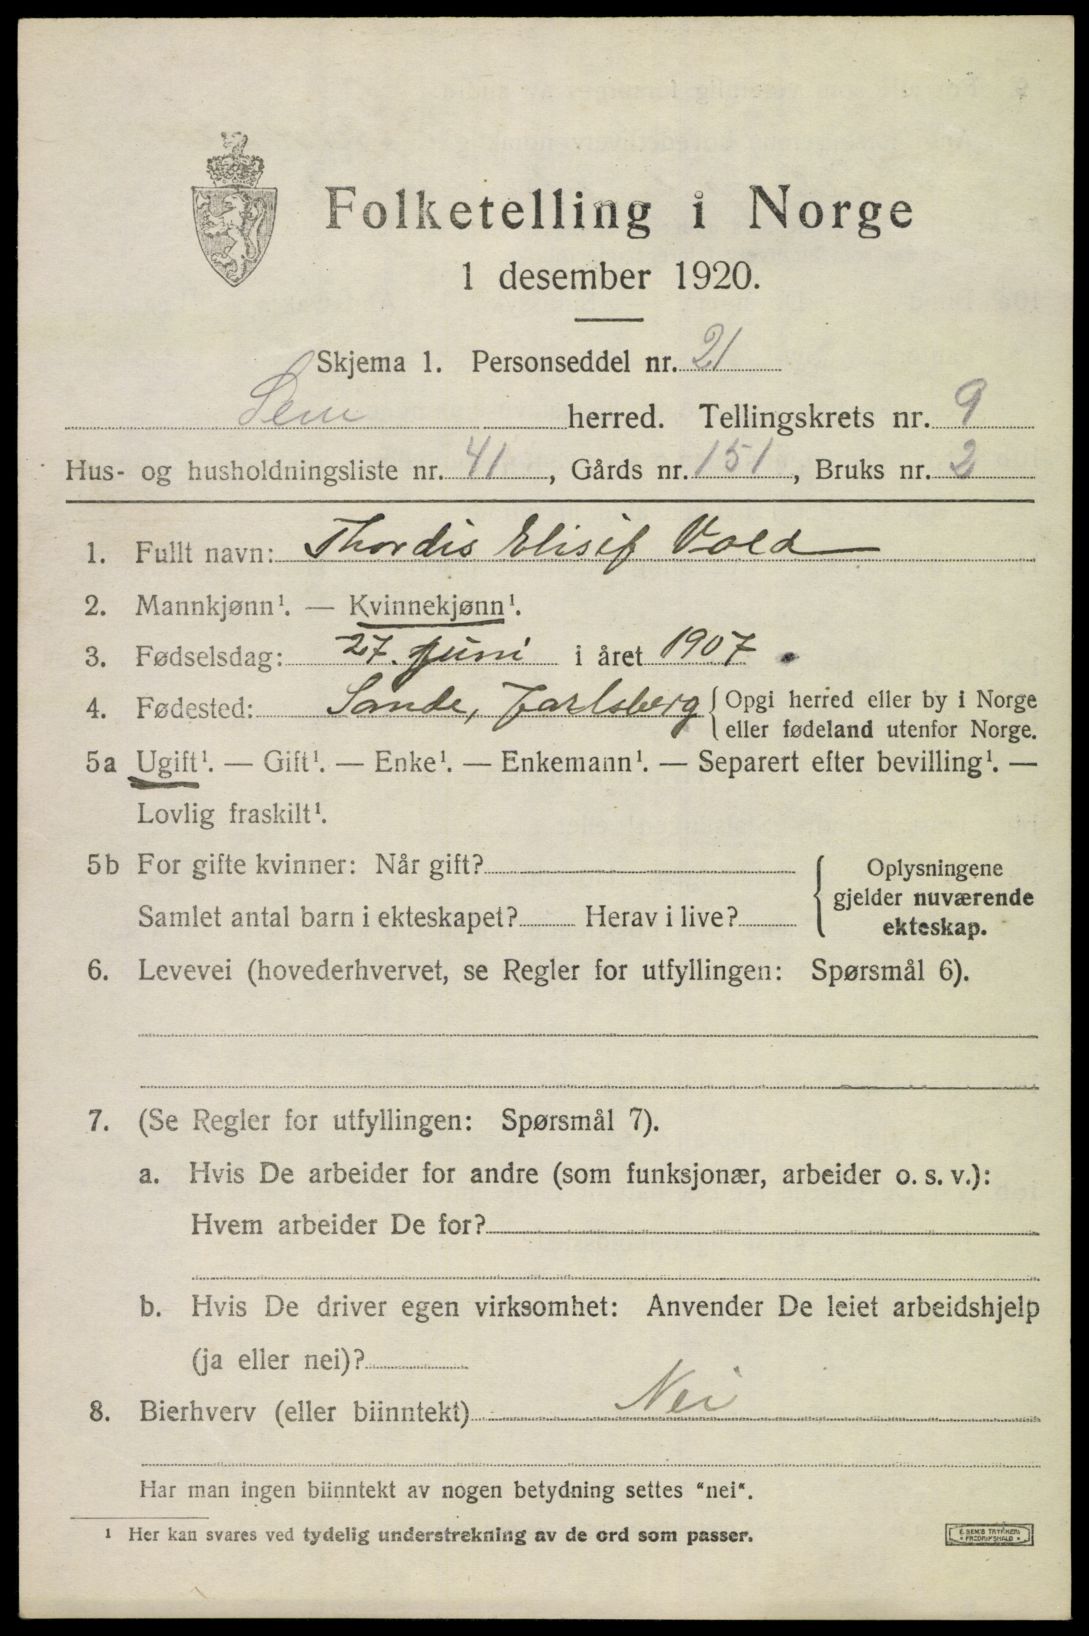 Folketelling i Norge
1 desember 1920.
Skjema 1. Personseddel nr. 21
Sem herred. Tellingskrets nr. 9
Hus- og husholdningsliste nr. 41, Gårds nr. 151, Bruks nr. 2
1. Fullt navn: Thordis Elisif Vold
2. Mannkjønn¹. — Kvinnekjønn¹.
3. Fødselsdag: 27. juni i året 1907.
4. Fødested: Sande, Jarlsberg { Opgi herred eller by i Norge
eller fødeland utenfor Norge.
5a Ugift¹. — Gift¹. — Enke¹. — Enkemann¹. — Separert efter bevilling¹. —
Lovlig fraskilt¹.
5b For gifte kvinner: Når gift?
Samlet antal barn i ekteskapet? Herav i live?
{ Oplysningene
gjelder nuværende
ekteskap.
6. Levevei (hovederhvervet, se Regler for utfyllingen: Spørsmål 6).
7. (Se Regler for utfyllingen: Spørsmål 7).
a. Hvis De arbeider for andre (som funksjonær, arbeider o. s. v.):
Hvem arbeider De for?
b. Hvis De driver egen virksomhet: Anvender De leiet arbeidshjelp
(ja eller nei)?
8. Bierhverv (eller biinntekt) Nei
Har man ingen biinntekt av nogen betydning settes "nei".
¹ Her kan svares ved tydelig understrekning av de ord som passer.
E. SEM'S TRYKKERI
FREDRIKSHALD